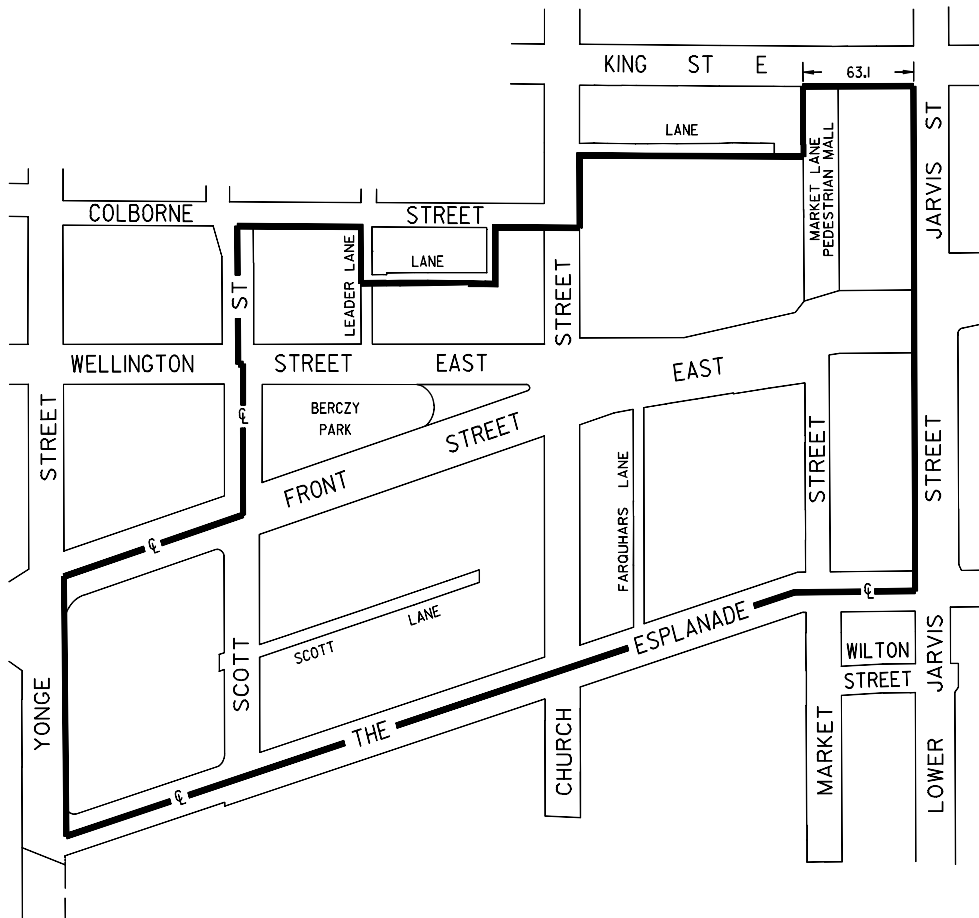 KING ST E
63.1
JARVIS ST
LANE
MARKET LANE
PEDESTRIAN MALL
COLBORNE STREET
LEADER LANE
LANE
ST
STREET
WELLINGTON STREET EAST
EAST
BERCZY
PARK
℄
STREET
FRONT STREET
STREET
STREET
FARQUHARS LANE
℄
℄
THE ESPLANADE
SCOTT LANE
SCOTT
YONGE
WILTON
STREET
JARVIS
LOWER
MARKET
CHURCH
℄